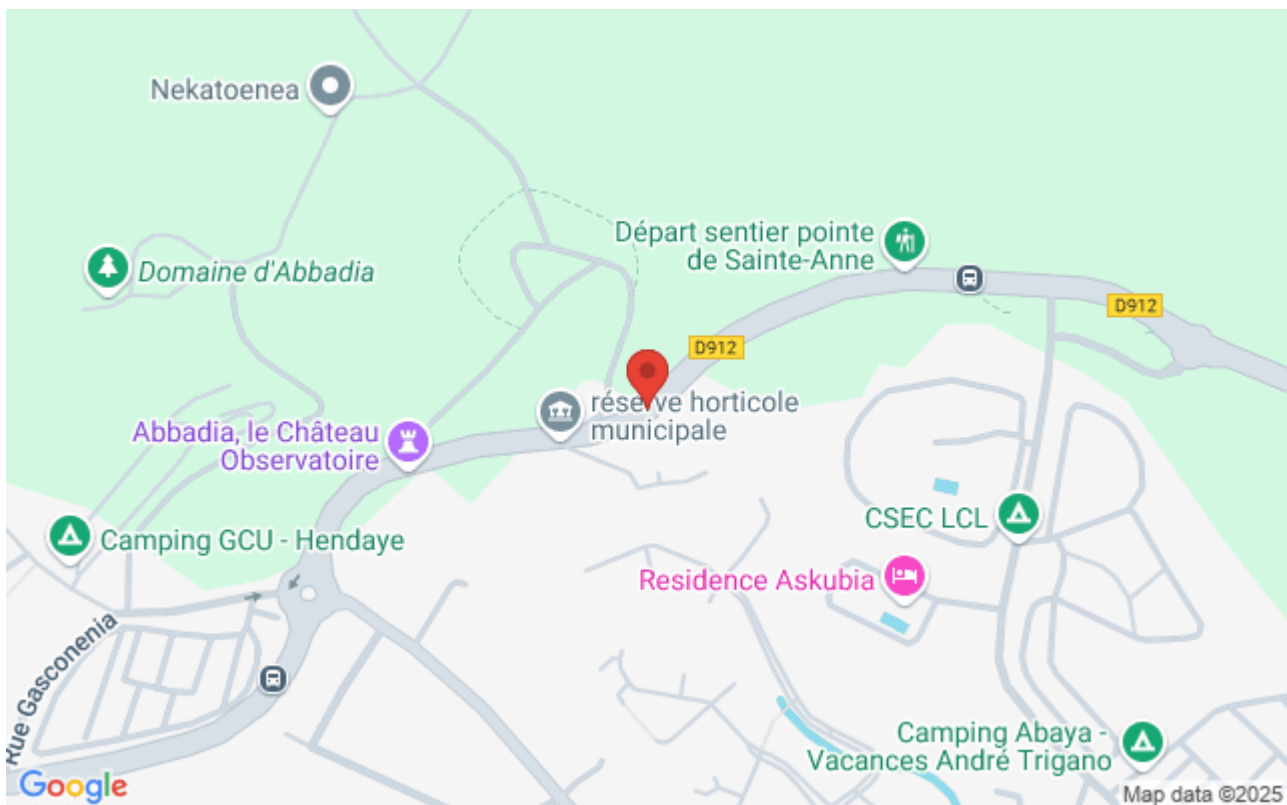 Nekatoenea
Départ sentier pointe
de Sainte-Anne
Domaine d'Abbadia
D912
D912
réserve horticole
municipale
Abbadia, le Château
Observatoire
CSEC LCL
Camping GCU - Hendaye
Residence Askubia
Rue Gasconenia
Camping Abaya -
Vacances André Trigano
Google
Map data ©2025